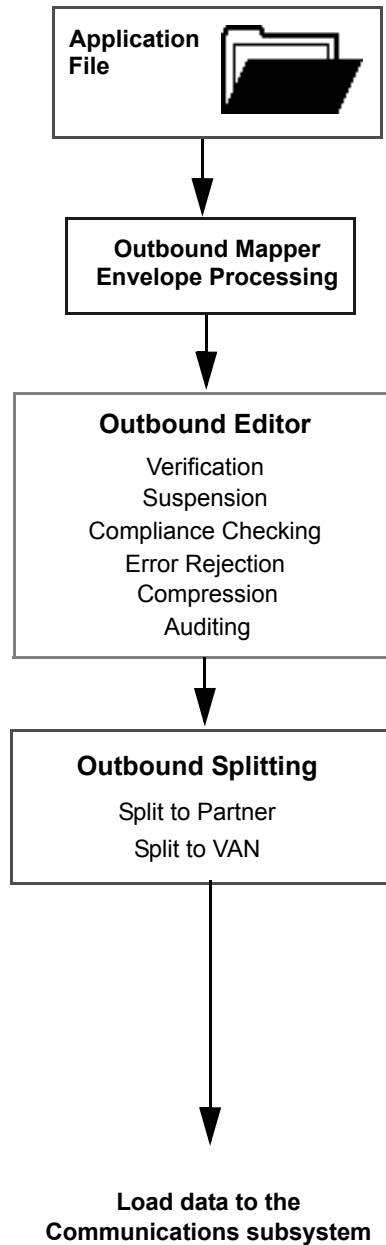 Application
File
Outbound Mapper
Envelope Processing
Outbound Editor
Verification
Suspension
Compliance Checking
Error Rejection
Compression
Auditing
Outbound Splitting
Split to Partner
Split to VAN
Load data to the
Communications subsystem